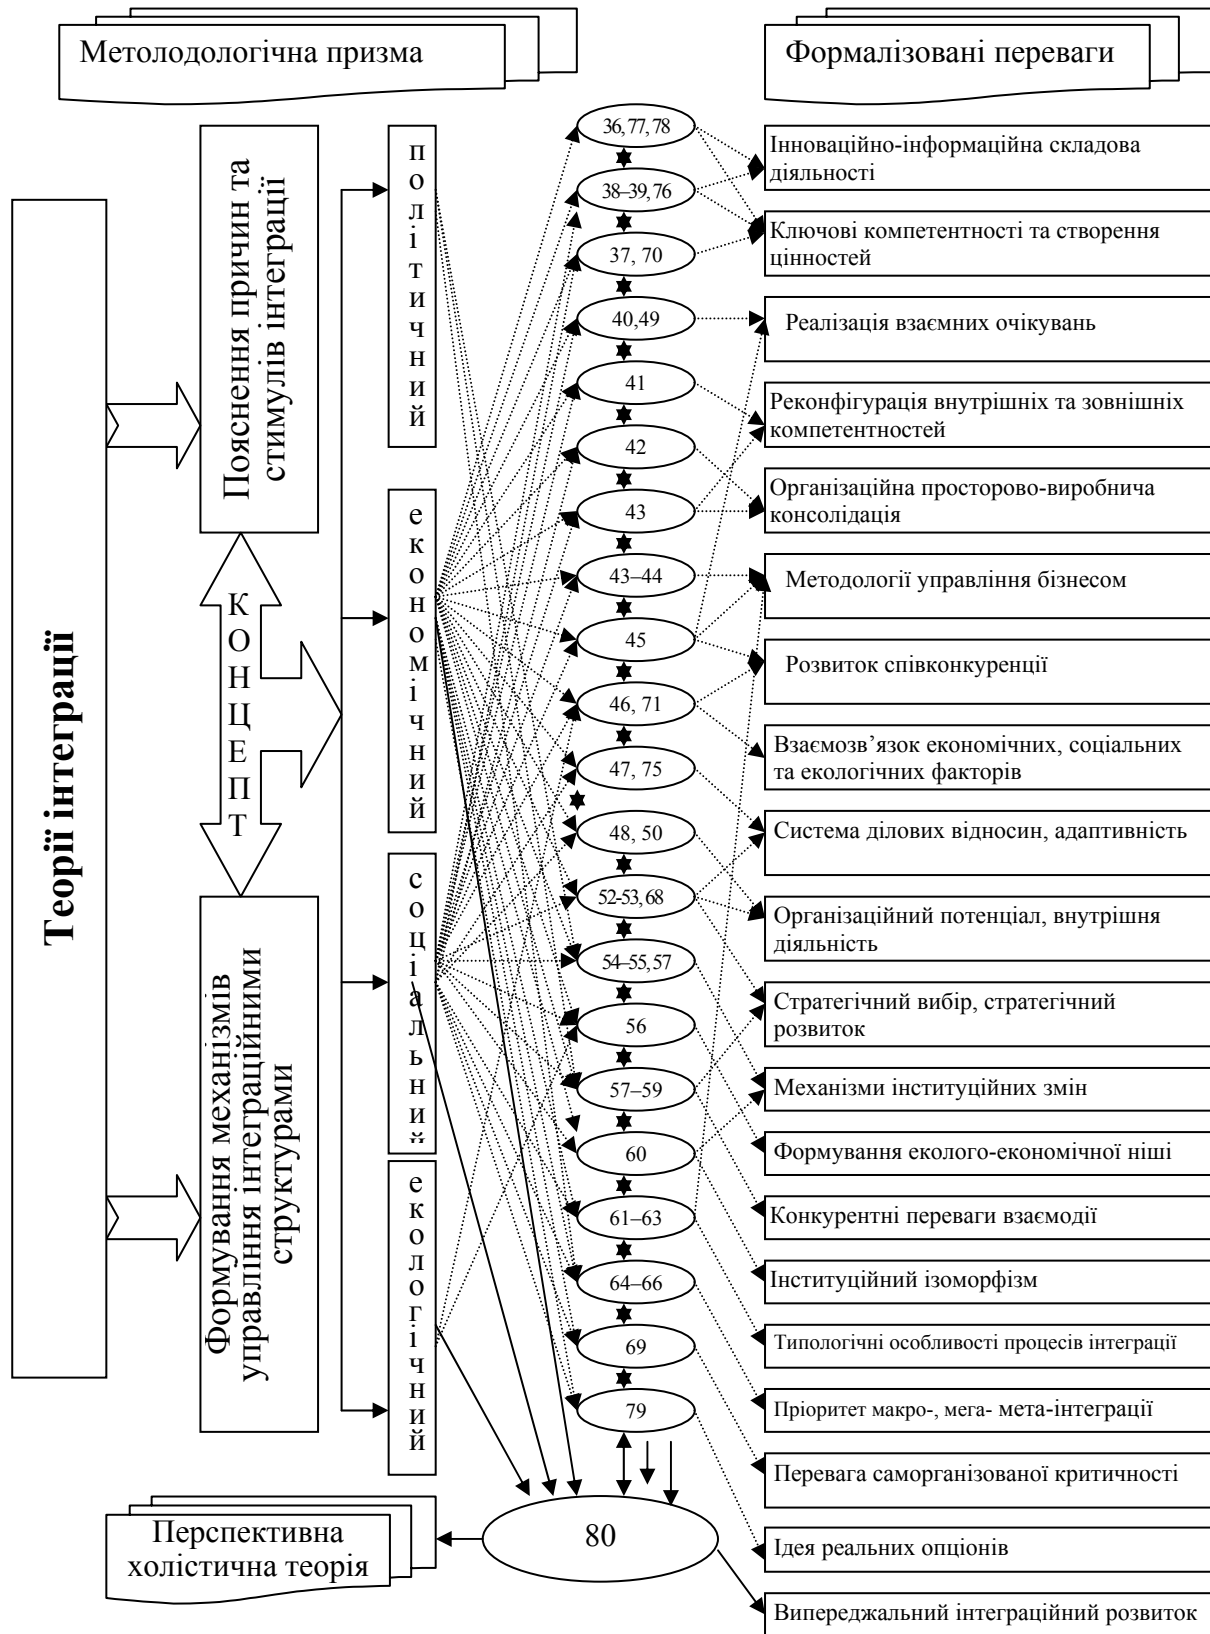 Метолодологічна призма
Формалізовані переваги
Теорії інтеграції
Пояснення причин та
стимулів інтеграції
КОНЦЕПТ
Формування механізмів
управління інтеграційними
структурами
політичний
економічний
соціальний
екологічний
36, 77, 78
38–39, 76
37, 70
40,49
41
42
43
43–44
45
46, 71
47, 75
48, 50
52-53, 68
54–55, 57
56
57–59
60
61–63
64–66
69
79
80
Інноваційно-інформаційна складова
діяльності
Ключові компетентності та створення
цінностей
Реалізація взаємних очікувань
Реконфігурація внутрішніх та зовнішніх
компетентностей
Організаційна просторово-виробнича
консолідація
Методології управління бізнесом
Розвиток співконкуренції
Взаємозв’язок економічних, соціальних
та екологічних факторів
Система ділових відносин, адаптивність
Організаційний потенціал, внутрішня
діяльність
Стратегічний вибір, стратегічний
розвиток
Механізми інституційних змін
Формування еколого-економічної ніші
Конкурентні переваги взаємодії
Інституційний ізоморфізм
Типологічні особливості процесів інтеграції
Пріоритет макро-, мега- мета-інтеграції
Перевага саморганізованої критичності
Ідея реальних опціонів
Випереджальний інтеграційний розвиток
Перспективна
холістична теорія